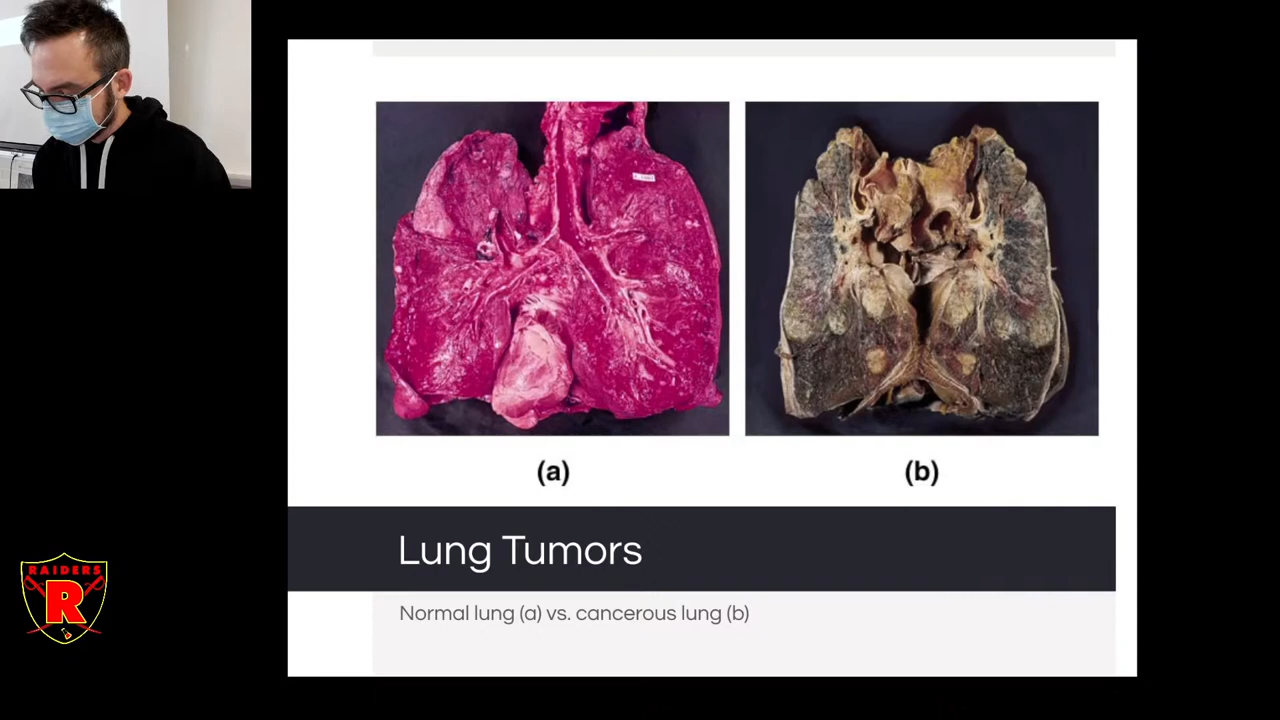 (a)
(b)
Lung Tumors
Normal lung (a) vs. cancerous lung (b)
RAIDERS
R